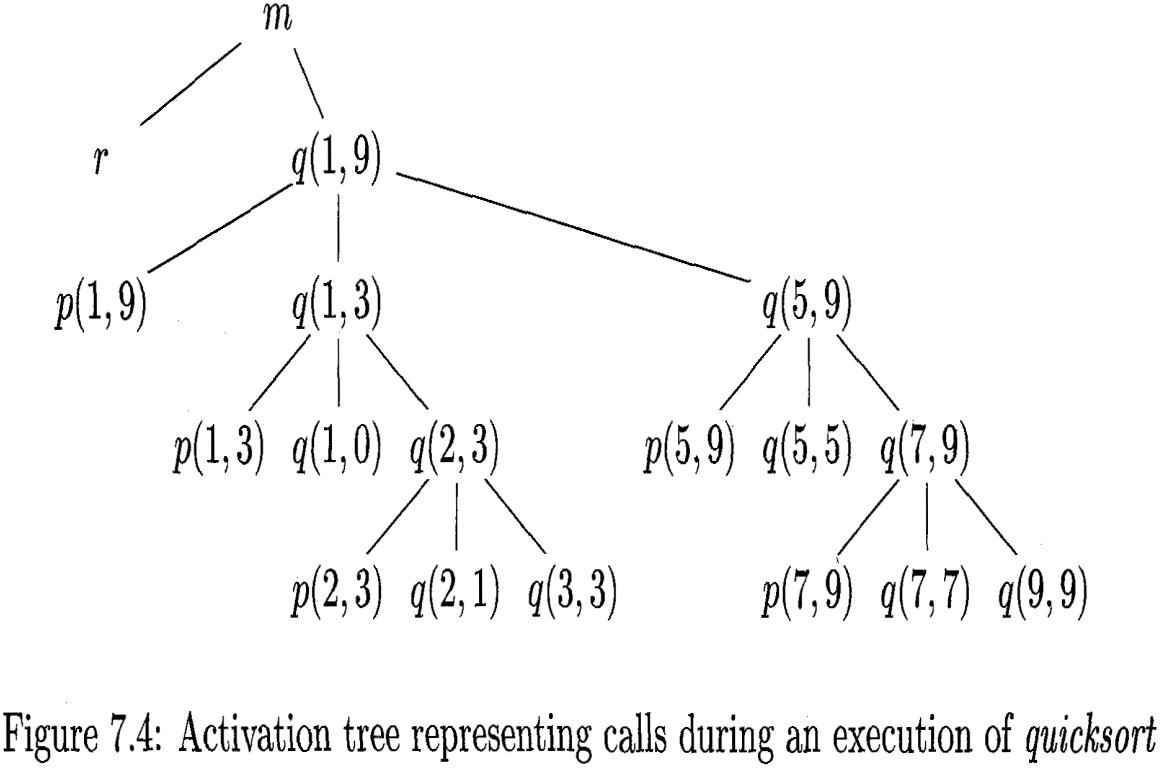 m
r q(1,9)
p(1,9) q(1,3) q(5,9)
p(1,3) q(1,0) q(2,3) p(5,9) q(5,5) q(7,9)
p(2,3) q(2,1) q(3,3) p(7,9) q(7,7) q(9,9)
Figure 7.4: Activation tree representing calls during an execution of quicksort